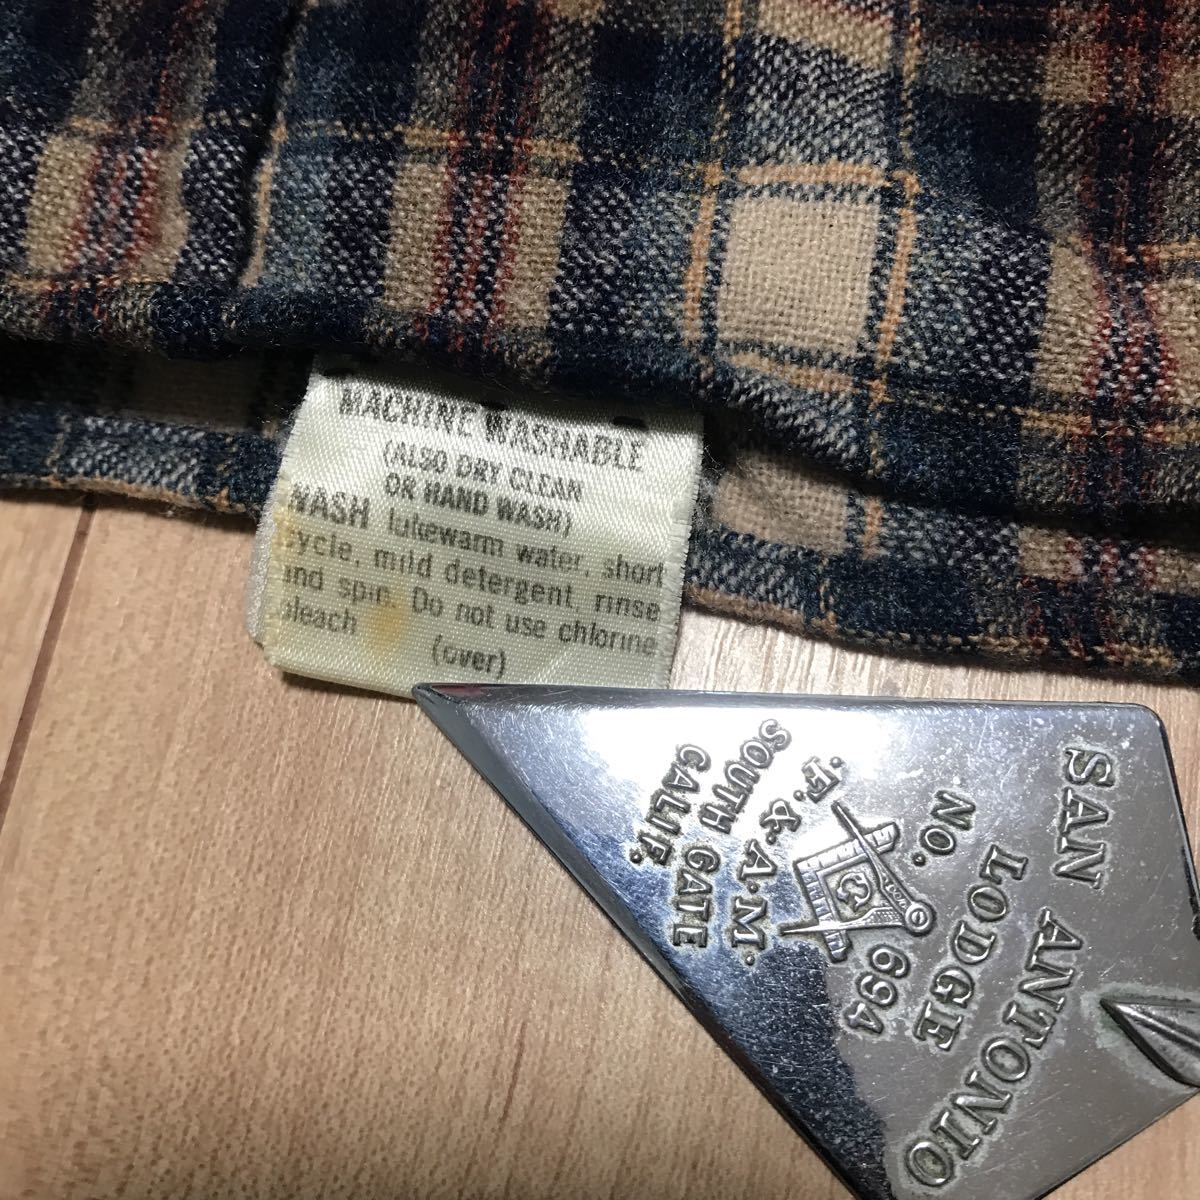 MACHINE WASHABLE
(ALSO DRY CLEAN
OR HAND WASH)
WASH lukewarm water, short
cycle, mild detergent, rinse
and spin. Do not use chlorine
bleach
(over)
SAN ANTONIO
LODGE
NO. 694
G
F. & A. M.
SOUTH GATE
CALIF.